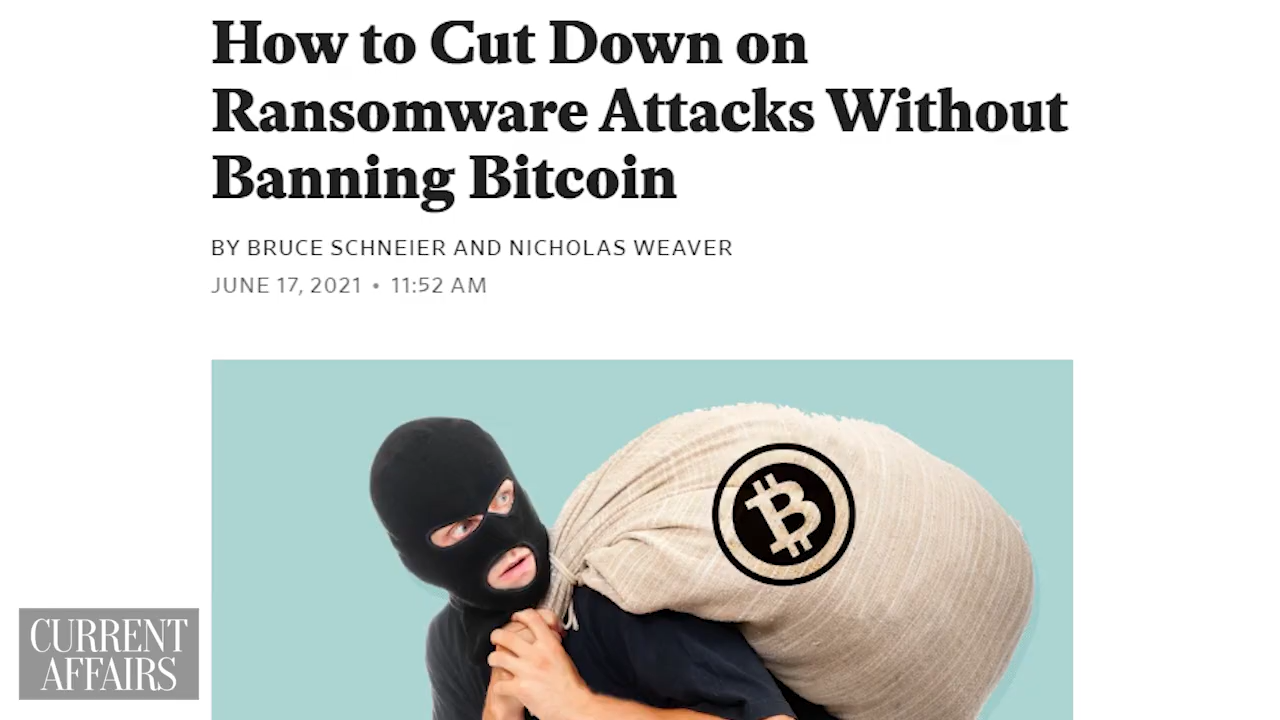 How to Cut Down on
Ransomware Attacks Without
Banning Bitcoin
BY BRUCE SCHNEIER AND NICHOLAS WEAVER
JUNE 17, 2021 • 11:52 AM
CURRENT
AFFAIRS